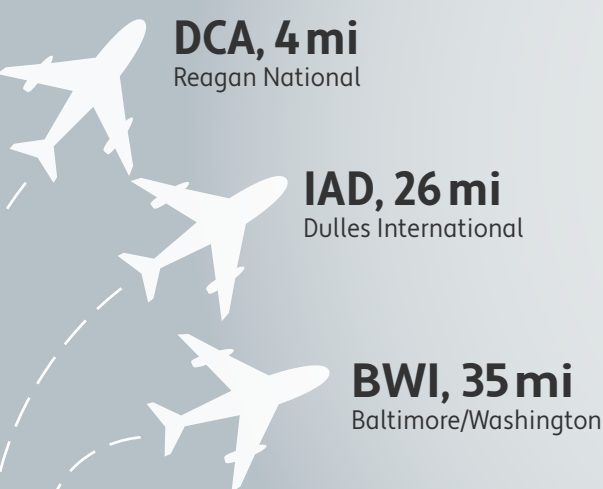 DCA, 4 mi
Reagan National
IAD, 26 mi
Dulles International
BWI, 35 mi
Baltimore/Washington